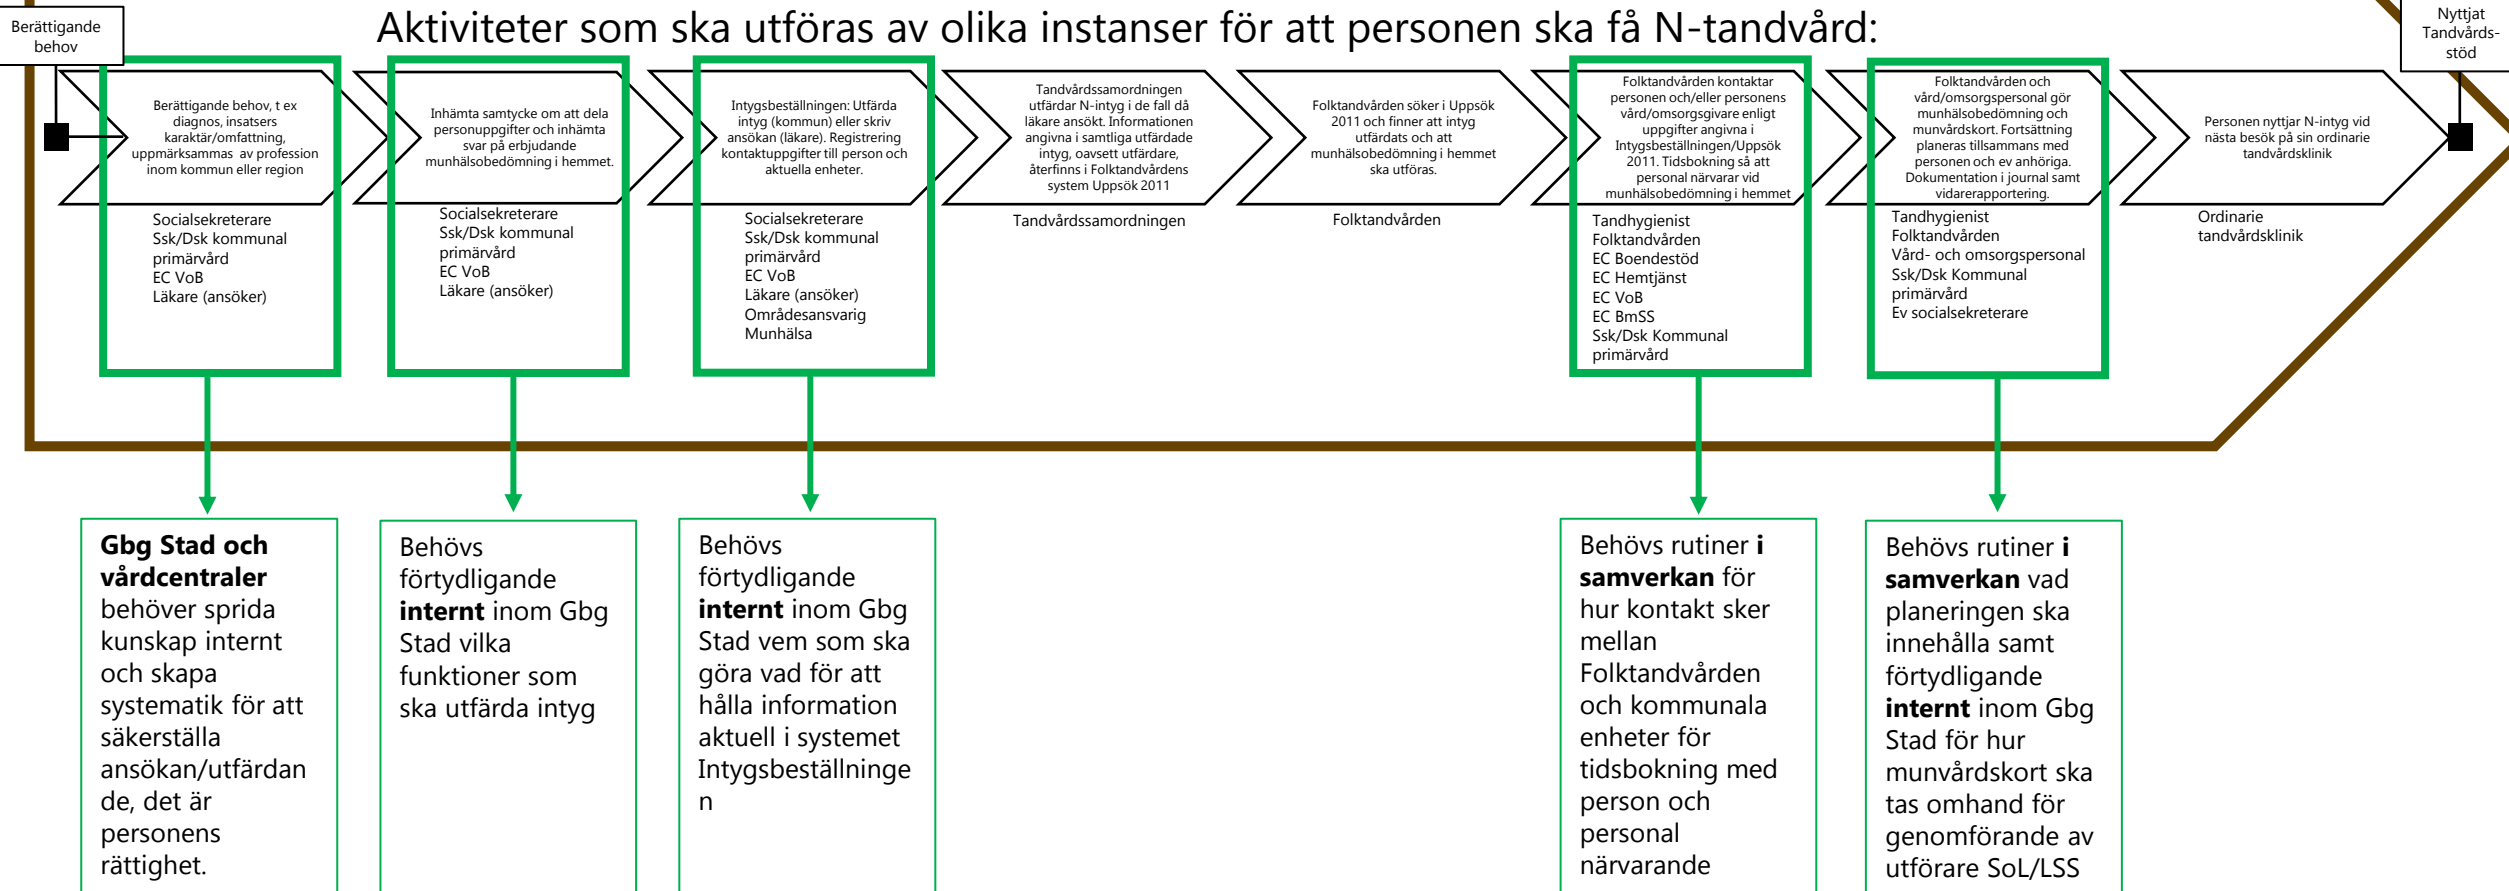 Aktiviteter som ska utföras av olika instanser för att personen ska få N-tandvård:
Berättigande
behov
Nyttjat
Tandvårds-
stöd
Berättigande behov, t ex
diagnos, insatsers
karaktär/omfattning,
uppmärksammas av profession
inom kommun eller region
Socialsekreterare
Ssk/Dsk kommunal
primärvård
EC VoB
Läkare (ansöker)
Inhämta samtycke om att dela
personuppgifter och inhämta
svar på erbjudande
munhälsobedömning i hemmet.
Socialsekreterare
Ssk/Dsk kommunal
primärvård
EC VoB
Läkare (ansöker)
Intygsbeställningen: Utfärda
intyg (kommun) eller skriv
ansökan (läkare). Registrering
kontaktuppgifter till person och
aktuella enheter.
Socialsekreterare
Ssk/Dsk kommunal
primärvård
EC VoB
Läkare (ansöker)
Områdesansvarig
Munhälsa
Tandvårdssamordningen
utfärdar N-intyg i de fall då
läkare ansökt. Informationen
angivna i samtliga utfärdade
intyg, oavsett utfärdare,
återfinns i Folktandvårdens
system Uppsök 2011
Tandvårdssamordningen
Folktandvården söker i Uppsök
2011 och finner att intyg
utfärdats och att
munhälsobedömning i hemmet
ska utföras.
Folktandvården
Folktandvården kontaktar
personen och/eller personens
vård/omsorgsgivare enligt
uppgifter angivna i
Intygsbeställningen/Uppsök
2011. Tidsbokning så att
personal närvarar vid
munhälsobedömning i hemmet
Tandhygienist
Folktandvården
EC Boendestöd
EC Hemtjänst
EC VoB
EC BmSS
Ssk/Dsk Kommunal
primärvård
Folktandvården och
vård/omsorgspersonal gör
munhälsobedömning och
munvårdskort. Fortsättning
planeras tillsammans med
personen och ev anhöriga.
Dokumentation i journal samt
vidarerapportering.
Tandhygienist
Folktandvården
Vård- och omsorgspersonal
Ssk/Dsk Kommunal
primärvård
Ev socialsekreterare
Personen nyttjar N-intyg vid
nästa besök på sin ordinarie
tandvårdsklinik
Ordinarie
tandvårdsklinik
Gbg Stad och
vårdcentraler
behöver sprida
kunskap internt
och skapa
systematik för att
säkerställa
ansökan/utfärdan
de, det är
personens
rättighet.
Behövs
förtydligande
internt inom Gbg
Stad vilka
funktioner som
ska utfärda intyg
Behövs
förtydligande
internt inom Gbg
Stad vem som ska
göra vad för att
hålla information
aktuell i systemet
Intygsbeställninge
n
Behövs rutiner i
samverkan för
hur kontakt sker
mellan
Folktandvården
och kommunala
enheter för
tidsbokning med
person och
personal
närvarande
Behövs rutiner i
samverkan vad
planeringen ska
innehålla samt
förtydligande
internt inom Gbg
Stad för hur
munvårdskort ska
tas omhand för
genomförande av
utförare SoL/LSS